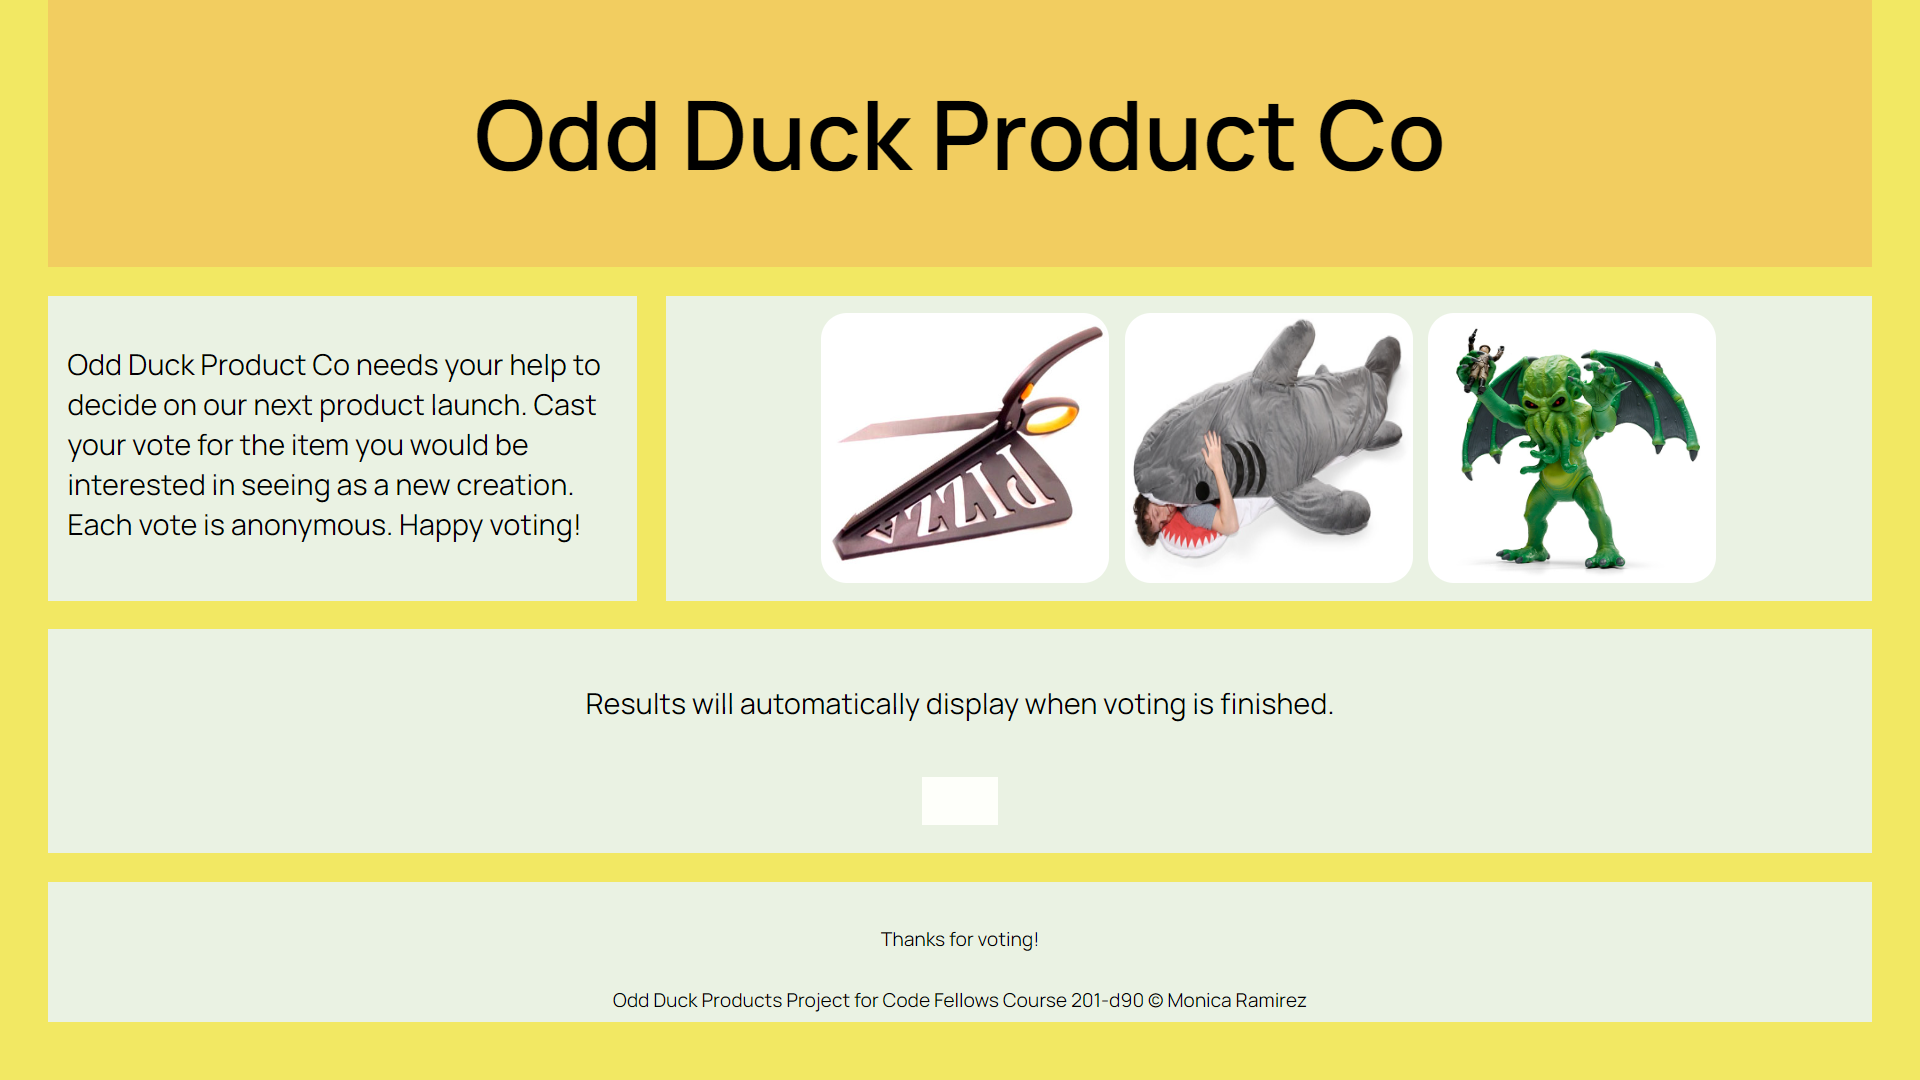 Odd Duck Product Co
Odd Duck Product Co needs your help to
decide on our next product launch. Cast
your vote for the item you would be
interested in seeing as a new creation.
Each vote is anonymous. Happy voting!
PIZZA
Results will automatically display when voting is finished.
Thanks for voting!
Odd Duck Products Project for Code Fellows Course 201-d90 © Monica Ramirez